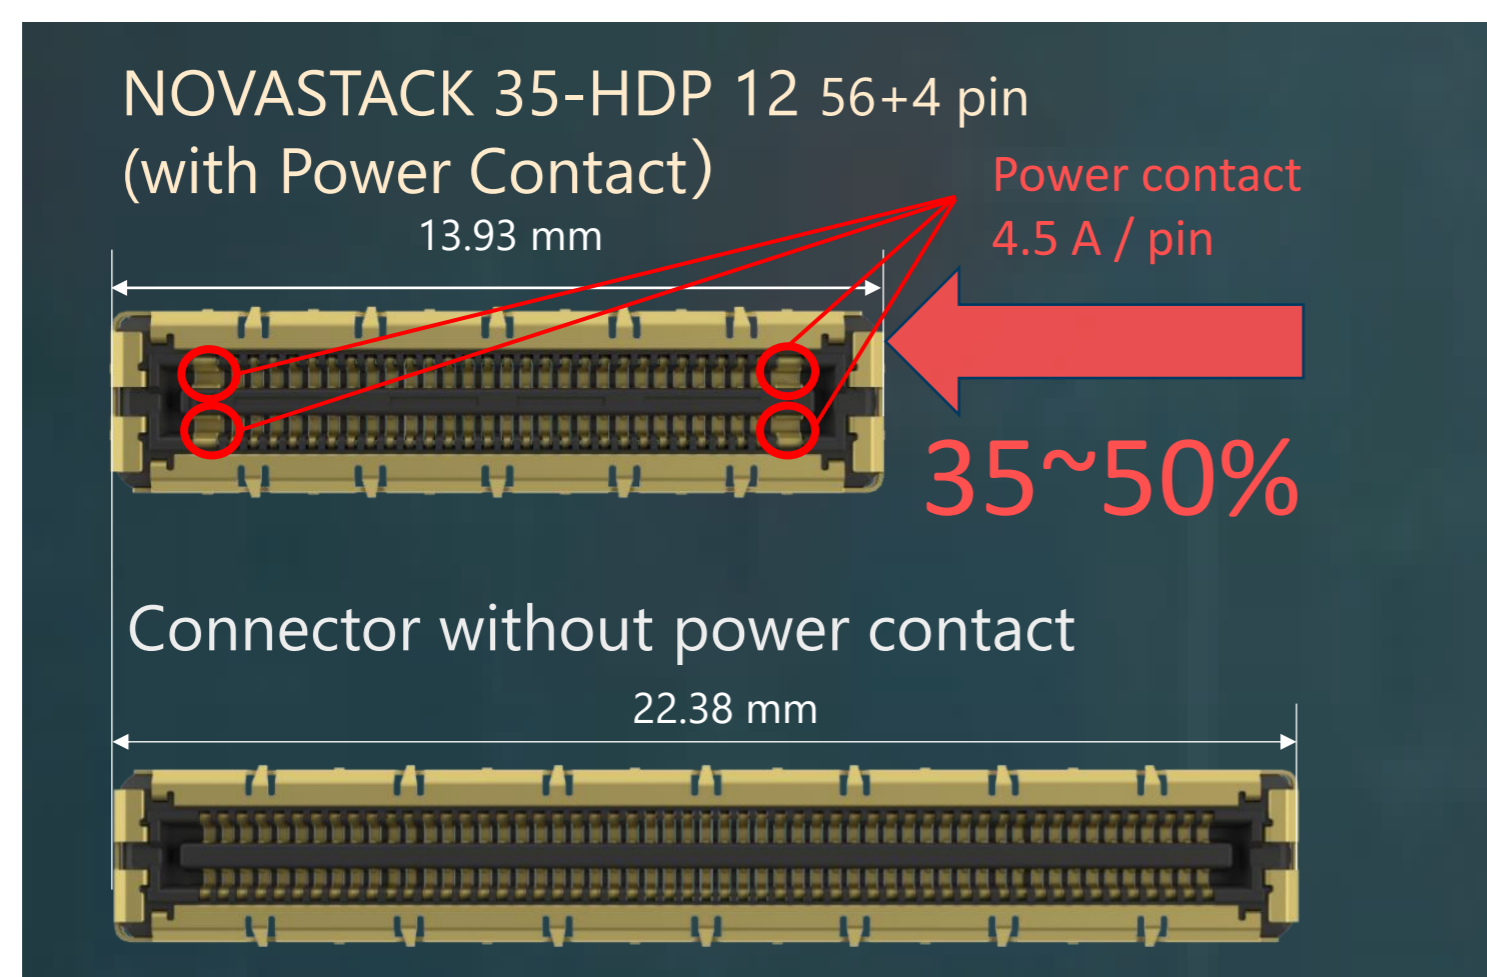 NOVASTACK 35-HDP 12 56+4 pin
(with Power Contact）
13.93 mm
Power contact
4.5 A / pin
35~50%
Connector without power contact
22.38 mm